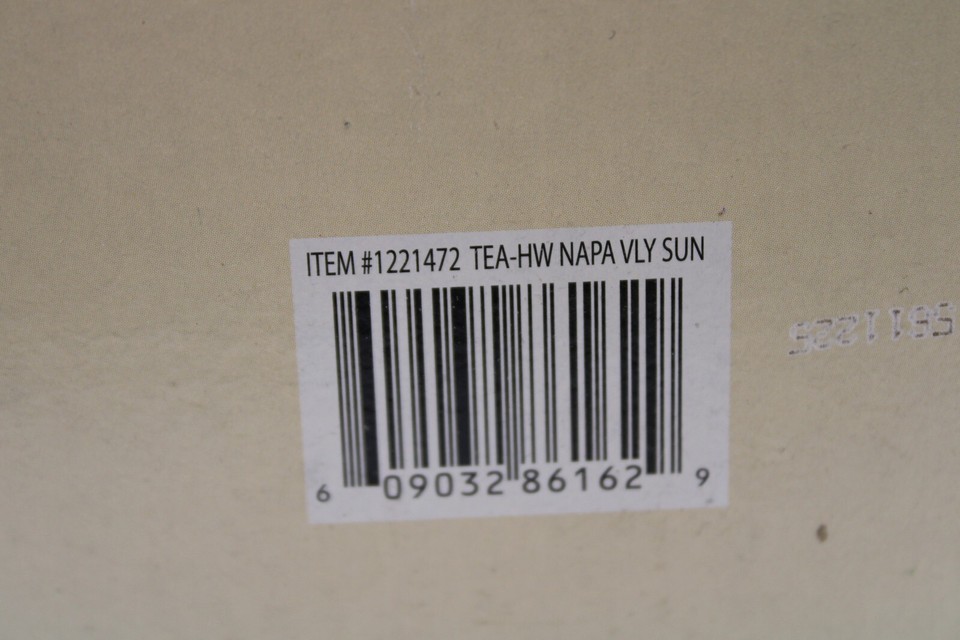 ITEM #1221472 TEA-HW NAPA VLY SUN
6 09032 86162 9